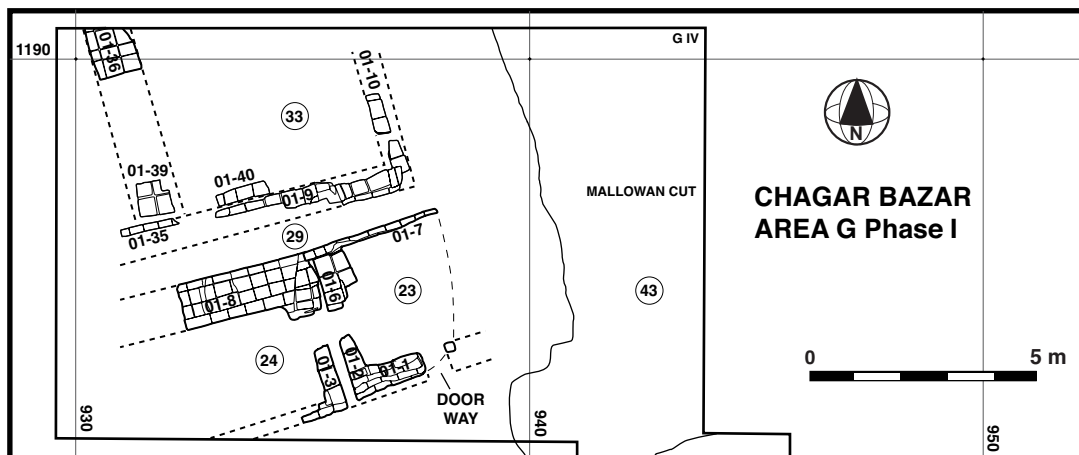 G IV
1190
01-36
01-10
33
N
01-39
01-40
01-9
MALLOWAN CUT
CHAGAR BAZAR
AREA G Phase I
01-35
29
01-7
01-8
01-6
23
43
24
01-3
01-2
01-1
0
5 m
DOOR
WAY
930
940
950